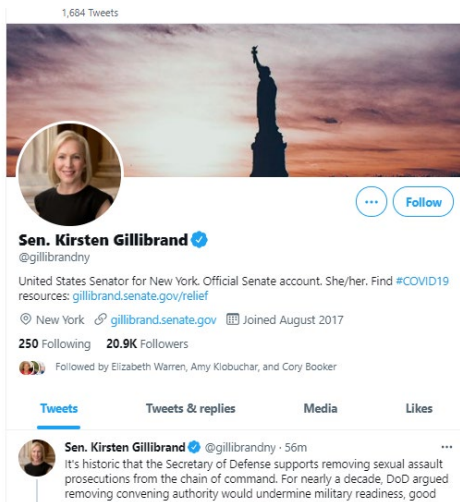 1,684 Tweets
Follow
Sen. Kirsten Gillibrand
@gillibrandny
United States Senator for New York. Official Senate account. She/her. Find #COVID19
resources: gillibrand.senate.gov/relief
New York gillibrand.senate.gov Joined August 2017
250 Following 20.9K Followers
Followed by Elizabeth Warren, Amy Klobuchar, and Cory Booker
Tweets Tweets & replies Media Likes
Sen. Kirsten Gillibrand @gillibrandny · 56m
It's historic that the Secretary of Defense supports removing sexual assault
prosecutions from the chain of command. For nearly a decade, DoD argued
removing convening authority would undermine military readiness, good